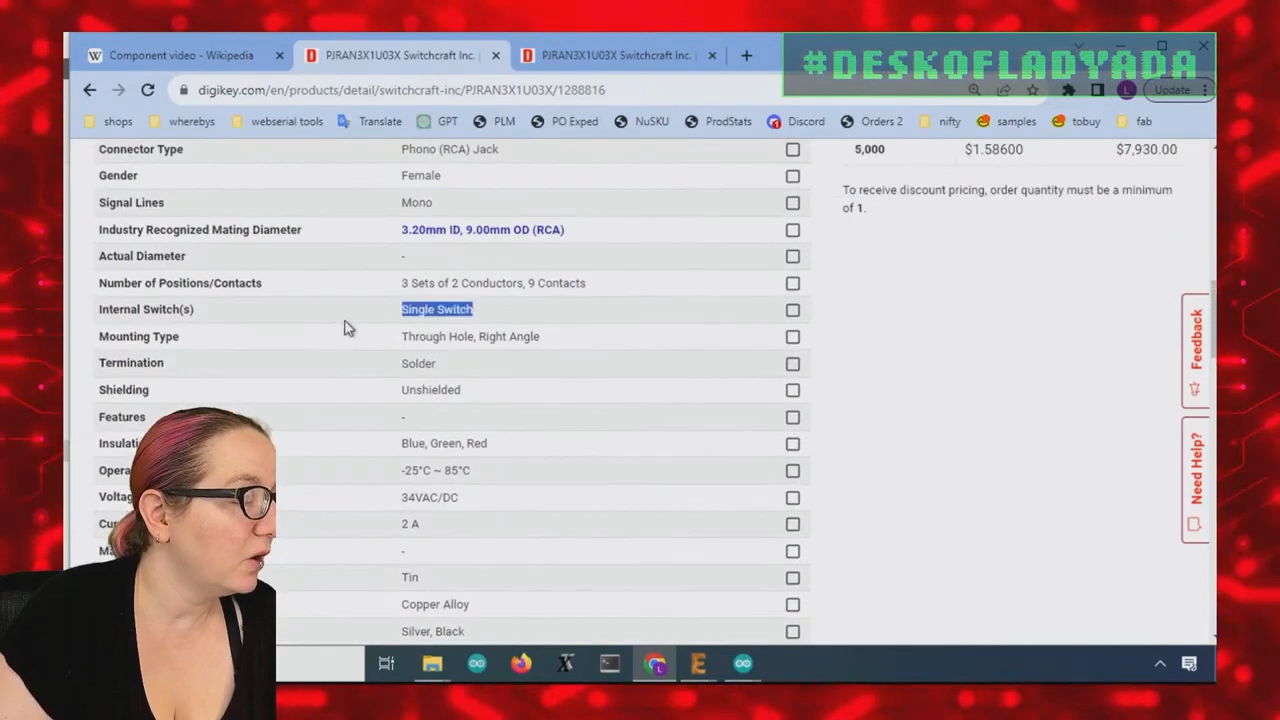 #DESKOFLADYADA
Component video - Wikipedia
PJRAN3X1U03X Switchcraft Inc. |
PJRAN3X1U03X Switchcraft Inc. |
digikey.com/en/products/detail/switchcraft-inc/PJRAN3X1U03X/1288816
L
Update
shops
wherebys
webserial tools
Translate
GPT
PLM
PO Exped
NuSKU
ProdStats
Discord
Orders 2
nifty
samples
tobuy
fab
Connector Type Phono (RCA) Jack
Gender Female
Signal Lines Mono
Industry Recognized Mating Diameter 3.20mm ID, 9.00mm OD (RCA)
Actual Diameter -
Number of Positions/Contacts 3 Sets of 2 Conductors, 9 Contacts
Internal Switch(s) Single Switch
Mounting Type Through Hole, Right Angle
Termination Solder
Shielding Unshielded
Features -
Insulati Blue, Green, Red
Opera -25°C ~ 85°C
Voltag 34VAC/DC
Cu 2 A
Ma -
Tin
Copper Alloy
Silver, Black
5,000 $1.58600 $7,930.00
To receive discount pricing, order quantity must be a minimum
of 1.
Feedback
Need Help?